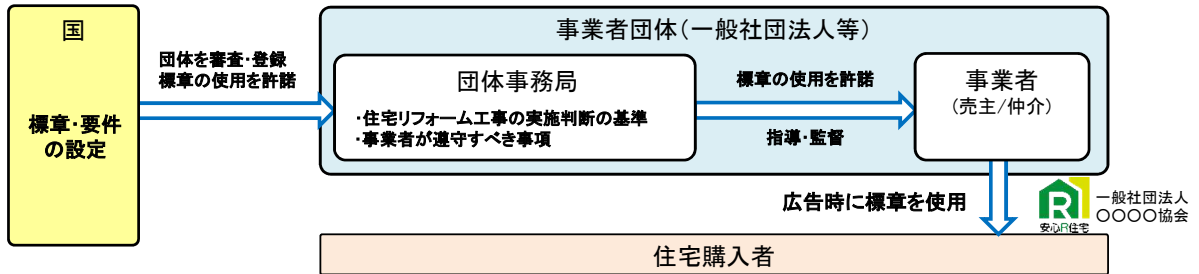 国
標章・要件
の設定
団体を審査・登録
標章の使用を許諾
事業者団体(一般社団法人等)
団体事務局
・住宅リフォーム工事の実施判断の基準
・事業者が遵守すべき事項
標章の使用を許諾
指導・監督
事業者
(売主/仲介)
広告時に標章を使用
R
安心R住宅
一般社団法人
〇〇〇〇協会
住宅購入者